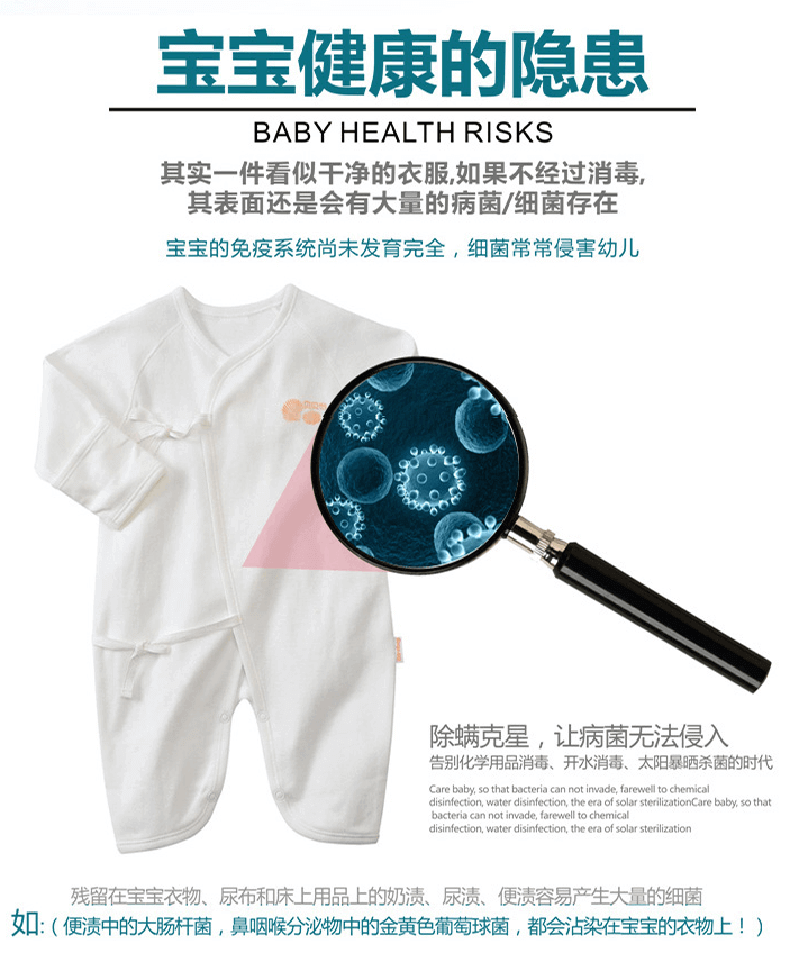 宝宝健康的隐患
BABY HEALTH RISKS
其实一件看似干净的衣服,如果不经过消毒,
其表面还是会有大量的病菌/细菌存在
宝宝的免疫系统尚未发育完全，细菌常常侵害幼儿
除螨克星，让病菌无法侵入
告别化学用品消毒、开水消毒、太阳暴晒杀菌的时代
Care baby, so that bacteria can not invade, farewell to chemical
disinfection, water disinfection, the era of solar sterilizationCare baby, so that
bacteria can not invade, farewell to chemical
disinfection, water disinfection, the era of solar sterilization
残留在宝宝衣物、尿布和床上用品上的奶渍、尿渍、便渍容易产生大量的细菌
如:(便渍中的大肠杆菌，鼻咽喉分泌物中的金黄色葡萄球菌，都会沾染在宝宝的衣物上！)